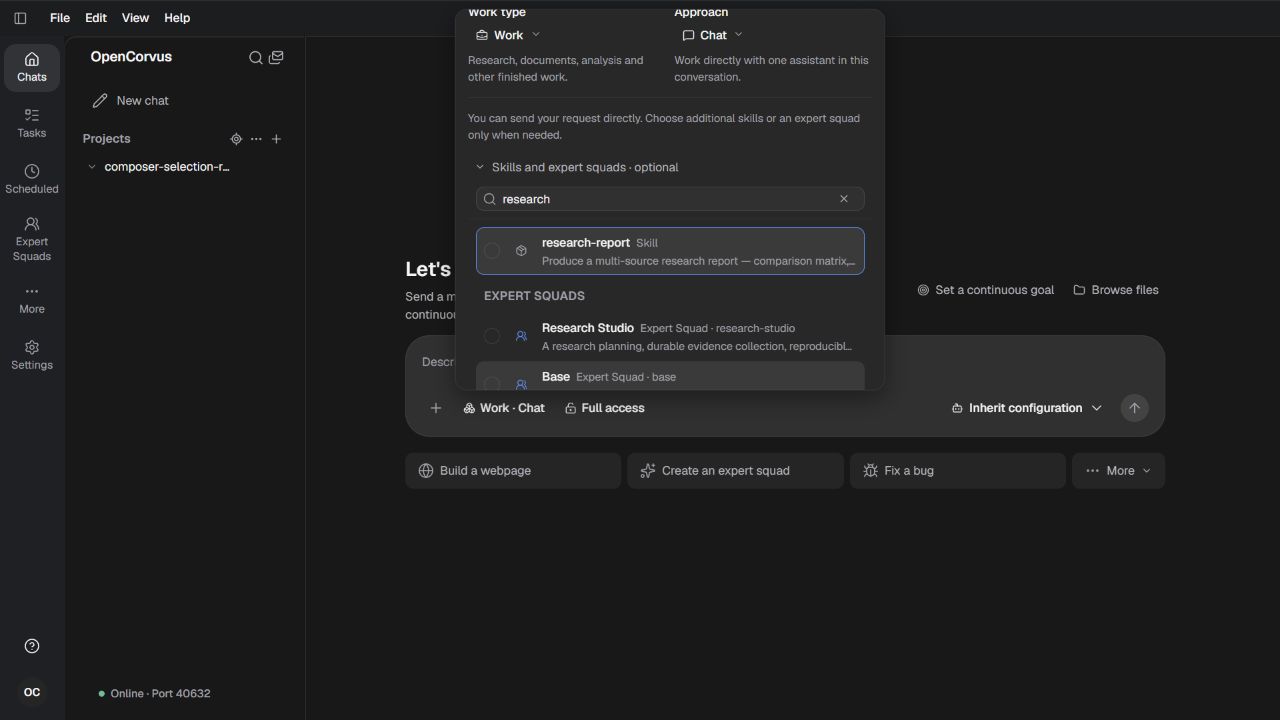 File Edit View Help
Chats
Tasks
Scheduled
Expert
Squads
More
Settings
OC
OpenCorvus
New chat
Projects
composer-selection-r...
Online · Port 40632
Work type
Work
Research, documents, analysis and
other finished work.
Approach
Chat
Work directly with one assistant in this
conversation.
You can send your request directly. Choose additional skills or an expert squad
only when needed.
Skills and expert squads · optional
research
research-report Skill
Produce a multi-source research report — comparison matrix,...
EXPERT SQUADS
Research Studio Expert Squad · research-studio
A research planning, durable evidence collection, reproducibl...
Base Expert Squad · base
Let's
Send a m
continuou
Set a continuous goal
Browse files
Descr
Work · Chat
Full access
Inherit configuration
Build a webpage
Create an expert squad
Fix a bug
More